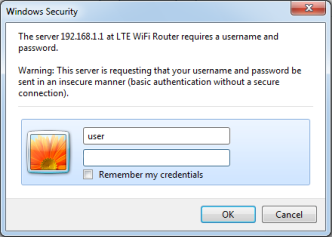 Windows Security
The server 192.168.1.1 at LTE WiFi Router requires a username and
password.
Warning: This server is requesting that your username and password be
sent in an insecure manner (basic authentication without a secure
connection).
user
Remember my credentials
OK
Cancel